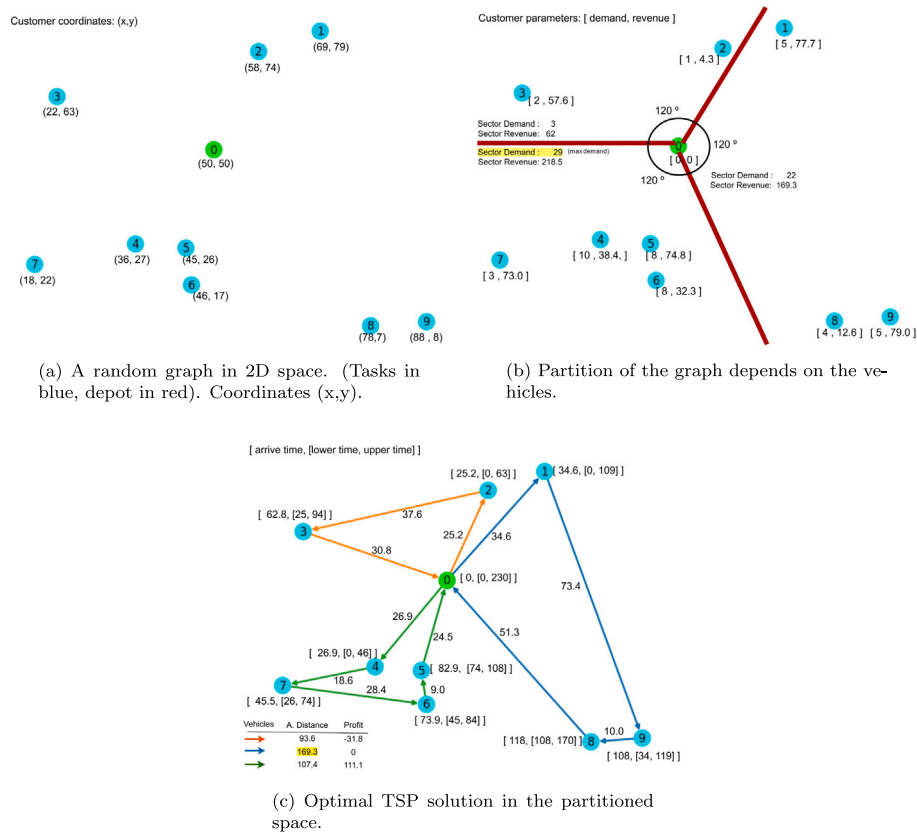 Customer coordinates: (x,y)
1
(69, 79)
2
(58, 74)
3
(22, 63)
0
(50, 50)
4
(36, 27)
5
(45, 26)
7
(18, 22)
6
(46, 17)
8
(78,7)
9
(88 , 8)
(a) A random graph in 2D space. (Tasks in
blue, depot in red). Coordinates (x,y).
Customer parameters: [ demand, revenue ]
1
[ 5 , 77.7 ]
2
[ 1 , 4.3 ]
3
[ 2 , 57.6 ]
120 º
Sector Demand : 3
Sector Revenue: 62
Sector Demand : 29 (max demand)
Sector Revenue: 218.5
0
[ 0, 0 ]
120 º
120 º
Sector Demand : 22
Sector Revenue: 169.3
4
[ 10 , 38.4, ]
5
[ 8 , 74.8 ]
7
[ 3 , 73.0 ]
6
[ 8 , 32.3 ]
8
[ 4 , 12.6 ]
9
[ 5 , 79.0 ]
(b) Partition of the graph depends on the ve-
hicles.
[ arrive time, [lower time, upper time] ]
1
[ 34.6, [0, 109] ]
[ 25.2, [0, 63] ]
2
[ 62.8, [25, 94] ]
3
37.6
25.2
34.6
30.8
0
[ 0, [0, 230] ]
73.4
26.9
24.5
51.3
[ 26.9, [0, 46] ]
4
5
[ 82.9, [74, 108] ]
18.6
7
28.4
9.0
[ 45.5, [26, 74] ]
6
[ 73.9, [45, 84] ]
Vehicles A. Distance Profit
93.6 -31.8
169.3 0
107,4 111.1
[ 118, [108, 170] ]
8
10.0
9
[ 108, [34, 119] ]
(c) Optimal TSP solution in the partitioned
space.